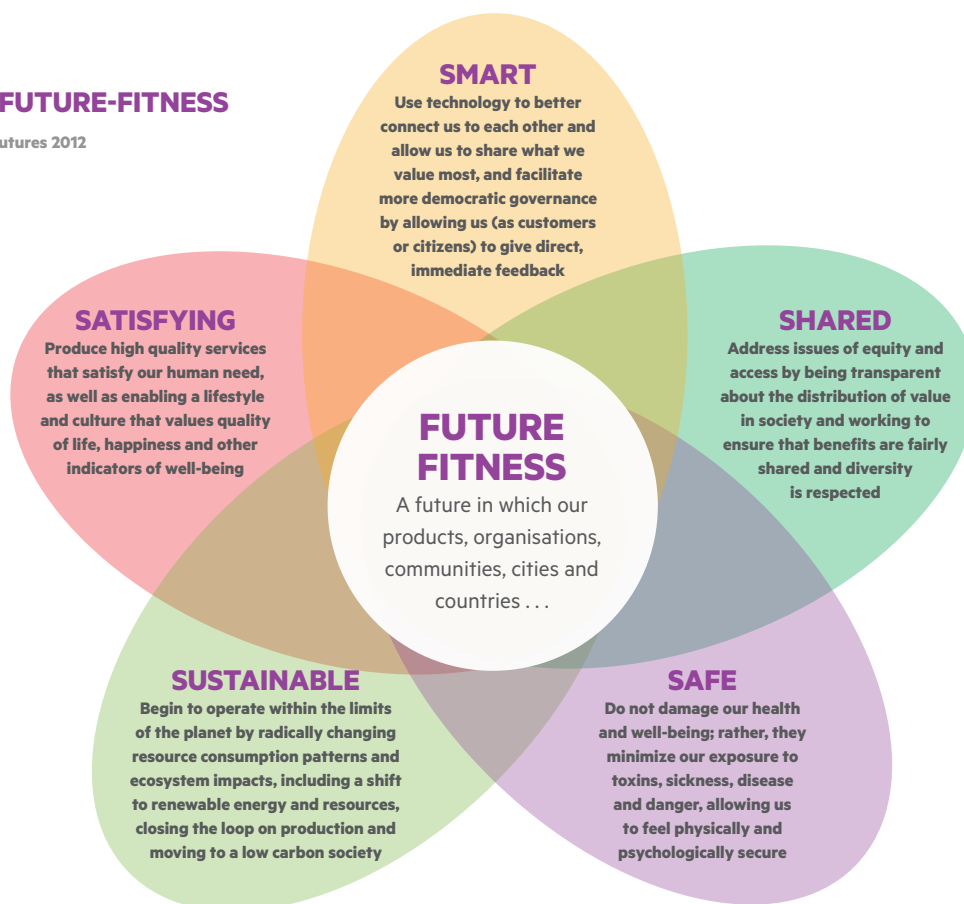 FUTURE-FITNESS
utures 2012
SMART
Use technology to better
connect us to each other and
allow us to share what we
value most, and facilitate
more democratic governance
by allowing us (as customers
or citizens) to give direct,
immediate feedback
SATISFYING
Produce high quality services
that satisfy our human need,
as well as enabling a lifestyle
and culture that values quality
of life, happiness and other
indicators of well-being
SHARED
Address issues of equity and
access by being transparent
about the distribution of value
in society and working to
ensure that benefits are fairly
shared and diversity
is respected
FUTURE
FITNESS
A future in which our
products, organisations,
communities, cities and
countries . . .
SUSTAINABLE
Begin to operate within the limits
of the planet by radically changing
resource consumption patterns and
ecosystem impacts, including a shift
to renewable energy and resources,
closing the loop on production and
moving to a low carbon society
SAFE
Do not damage our health
and well-being; rather, they
minimize our exposure to
toxins, sickness, disease
and danger, allowing us
to feel physically and
psychologically secure